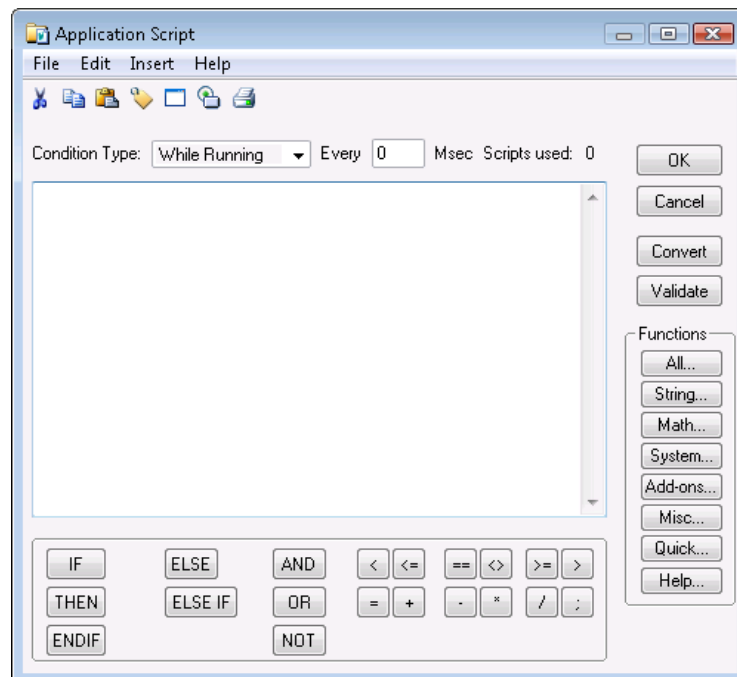 Application Script
File Edit Insert Help
Condition Type: While Running Every 0 Msec Scripts used: 0
OK
Cancel
Convert
Validate
Functions
All...
String...
Math...
System...
Add-ons...
Misc...
Quick...
Help...
IF ELSE AND < <= == <> >= >
THEN ELSE IF OR = + - * / ;
ENDIF NOT